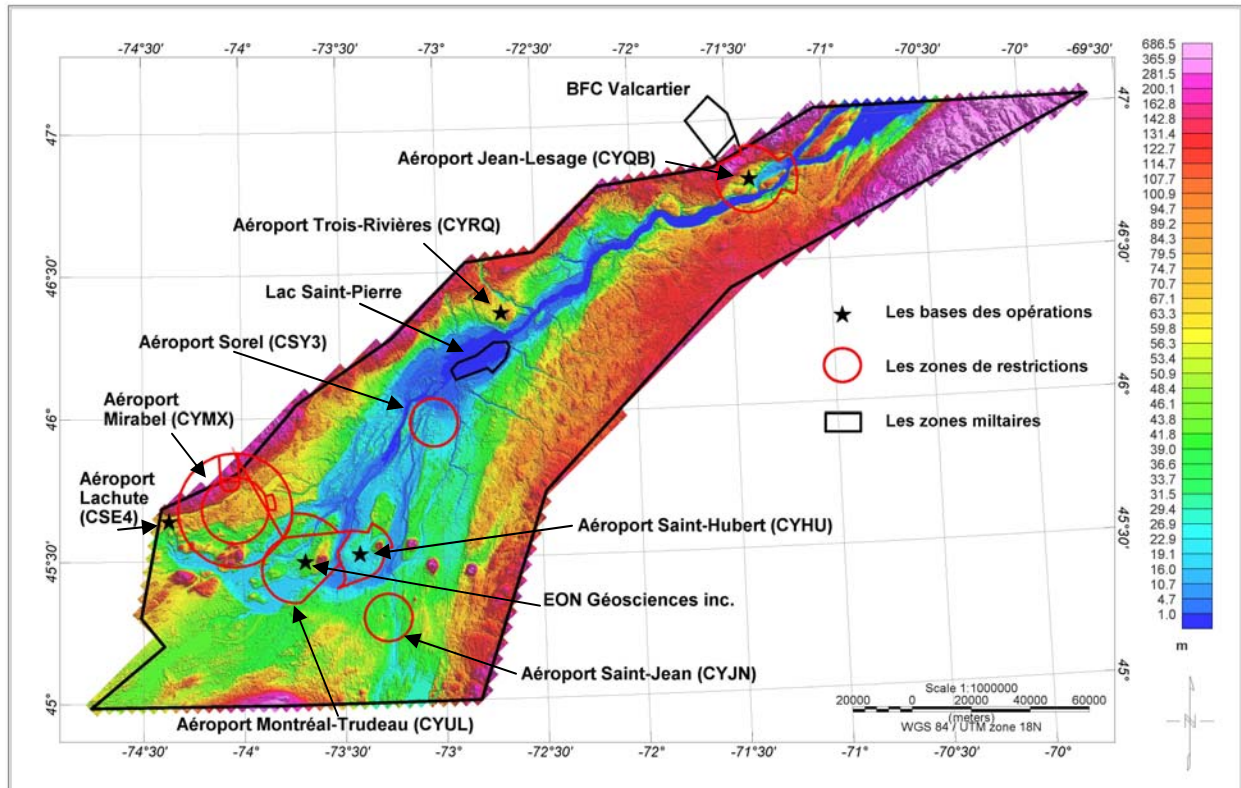 -74°30' -74° -73°30' -73° -72°30' -72° -71°30' -71° -70°30' -70° -69°30'
47°
46°30'
46°
45°30'
45°
BFC Valcartier
Aéroport Jean-Lesage (CYQB)
Aéroport Trois-Rivières (CYRQ)
Lac Saint-Pierre
Aéroport Sorel (CSY3)
Aéroport
Mirabel (CYMX)
Aéroport
Lachute
(CSE4)
Aéroport Saint-Hubert (CYHU)
EON Géosciences inc.
Aéroport Saint-Jean (CYJN)
Aéroport Montréal-Trudeau (CYUL)
Les bases des opérations
Les zones de restrictions
Les zones miltaires
47°
46°30'
46°
45°30'
45°
Scale 1:1000000
20000 0 20000 40000 60000
(meters)
WGS 84 / UTM zone 18N
-74°30' -74° -73°30' -73° -72°30' -72° -71°30' -71° -70°30' -70°
686.5
365.9
281.5
200.1
162.8
142.8
131.4
122.7
114.7
107.7
100.9
94.7
89.2
84.3
79.5
74.7
70.7
67.1
63.3
59.8
56.3
53.4
50.9
48.4
46.1
43.8
41.8
39.0
36.6
33.7
31.5
29.4
26.9
22.9
19.1
16.0
10.7
4.7
1.0
m
N